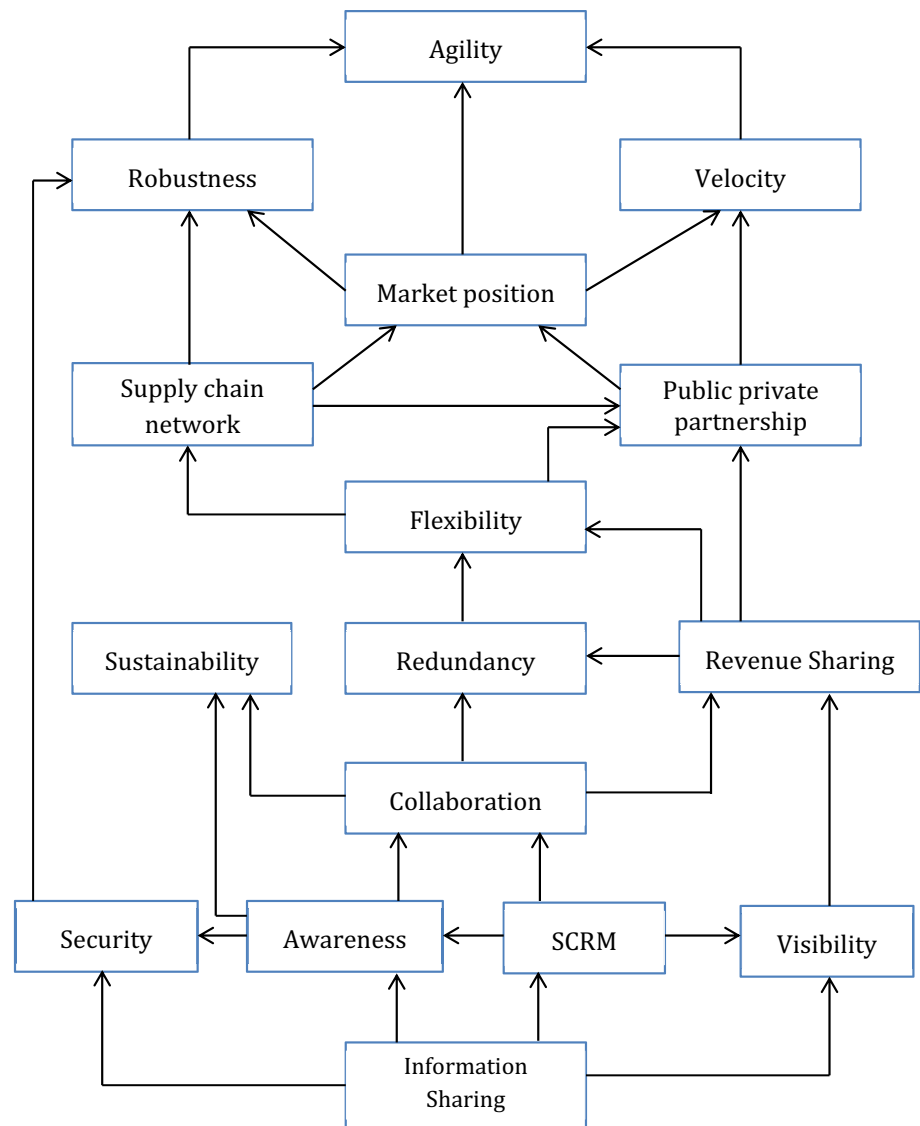 Agility
Robustness
Velocity
Market position
Supply chain
network
Public private
partnership
Flexibility
Sustainability
Redundancy
Revenue Sharing
Collaboration
Security
Awareness
SCRM
Visibility
Information
Sharing